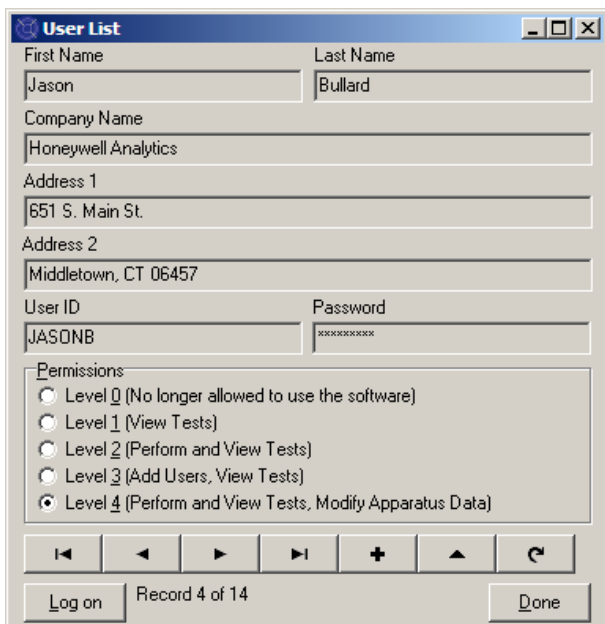 User List
First Name Last Name
Jason Bullard
Company Name
Honeywell Analytics
Address 1
651 S. Main St.
Address 2
Middletown, CT 06457
User ID Password
JASONB *********
Permissions
Level 0 (No longer allowed to use the software)
Level 1 (View Tests)
Level 2 (Perform and View Tests)
Level 3 (Add Users, View Tests)
Level 4 (Perform and View Tests, Modify Apparatus Data)
Log on Record 4 of 14 Done